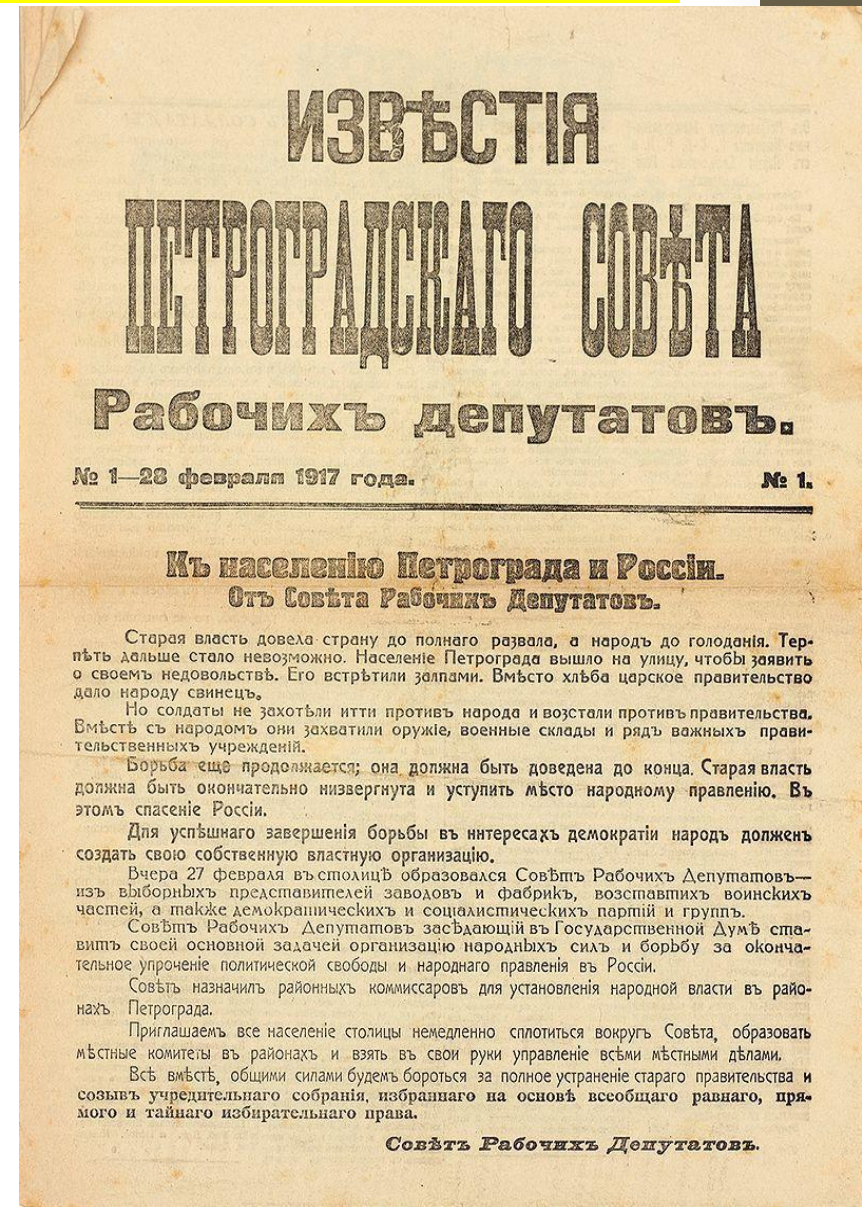 ИЗВѢСТІЯ
ПЕТРОГРАДСКАГО СОВѢТА
Рабочихъ депутатовъ.
№ 1—28 февраля 1917 года.
№ 1.
Къ населенію Петрограда и Россіи.
Отъ Совѣта Рабочихъ Депутатовъ.
Старая власть довела страну до полнаго развала, а народъ до голоданія. Тер-
пѣть дальше стало невозможно. Населеніе Петрограда вышло на улицу, чтобы заявить
о своемъ недовольствѣ. Его встрѣтили залпами. Вмѣсто хлѣба царское правительство
дало народу свинецъ.
Но солдаты не захотѣли итти противъ народа и возстали противъ правительства.
Вмѣстѣ съ народомъ они захватили оружіе, военные склады и рядъ важныхъ прави-
тельственныхъ учрежденій.
Борьба еще продолжается; она должна быть доведена до конца. Старая власть
должна быть окончательно низвергнута и уступить мѣсто народному правленію. Въ
этомъ спасеніе Россіи.
Для успѣшнаго завершенія борьбы въ интересахъ демократіи народъ долженъ
создать свою собственную властную организацію.
Вчера 27 февраля въ столицѣ образовался Совѣтъ Рабочихъ Депутатовъ—
изъ выборныхъ представителей заводовъ и фабрикъ, возставтихъ воинскихъ
частей, а также демократическихъ и соціалистическихъ партій и группъ.
Совѣтъ Рабочихъ Депутатовъ засѣдающій въ Государственной Думѣ ста-
витъ своей основной задачей организацію народныхъ силъ и борьбу за оконча-
тельное упроченіе политической свободы и народнаго правленія въ Россіи.
Совѣтъ назначилъ районныхъ коммиссаровъ для установленія народной власти въ райо-
нахъ Петрограда.
Приглашаемъ все населеніе столицы немедленно сплотиться вокругъ Совѣта, образовать
мѣстные комитеты въ районахъ и взять въ свои руки управленіе всѣми мѣстными дѣлами.
Всѣ вмѣстѣ, общими силами будемъ бороться за полное устраненіе стараго правительства и
созывъ учредительнаго собранія, избраннаго на основѣ всеобщаго равнаго, пря-
мого и тайнаго избирательнаго права.
Совѣтъ Рабочихъ Депутатовъ.